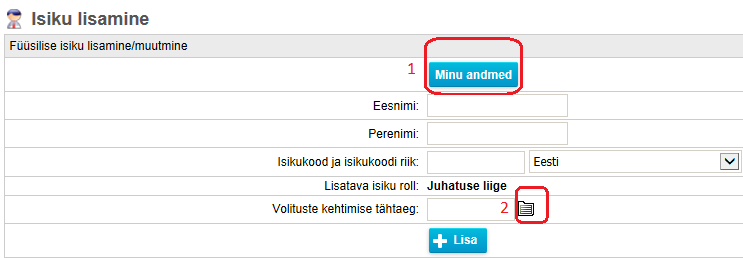 Isiku lisamine
Füüsilise isiku lisamine/muutmine
1 Minu andmed
Eesnimi:
Perenimi:
Isikukood ja isikukoodi riik: Eesti
Lisatava isiku roll: Juhatuse liige
Volituste kehtimise tähtaeg: 2
Lisa